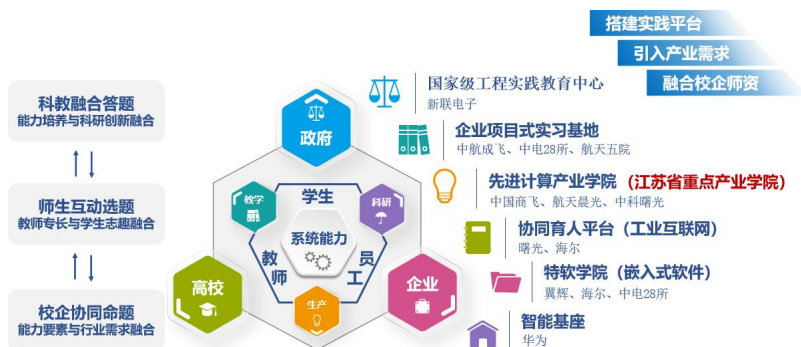 搭建实践平台
引入产业需求
融合校企师资
科教融合答题
能力培养与科研创新融合
师生互动选题
教师专长与学生志趣融合
校企协同命题
能力要素与行业需求融合
政府
教学
学生
科研
系统能力
教师
员工
高校
生产
企业
国家级工程实践教育中心
新联电子
企业项目式实习基地
中航成飞、中电28所、航天五院
先进计算产业学院（江苏省重点产业学院）
中国商飞、航天晨光、中科曙光
协同育人平台（工业互联网）
曙光、海尔
特软学院（嵌入式软件）
翼辉、海尔、中电28所
智能基座
华为